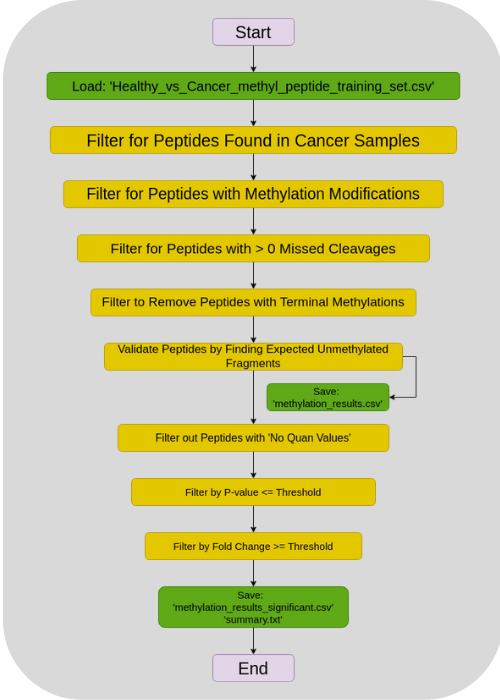 Start
Load: 'Healthy_vs_Cancer_methyl_peptide_training_set.csv'
Filter for Peptides Found in Cancer Samples
Filter for Peptides with Methylation Modifications
Filter for Peptides with > 0 Missed Cleavages
Filter to Remove Peptides with Terminal Methylations
Validate Peptides by Finding Expected Unmethylated
Fragments
Save:
'methylation_results.csv'
Filter out Peptides with 'No Quan Values'
Filter by P-value <= Threshold
Filter by Fold Change >= Threshold
Save:
'methylation_results_significant.csv'
'summary.txt'
End